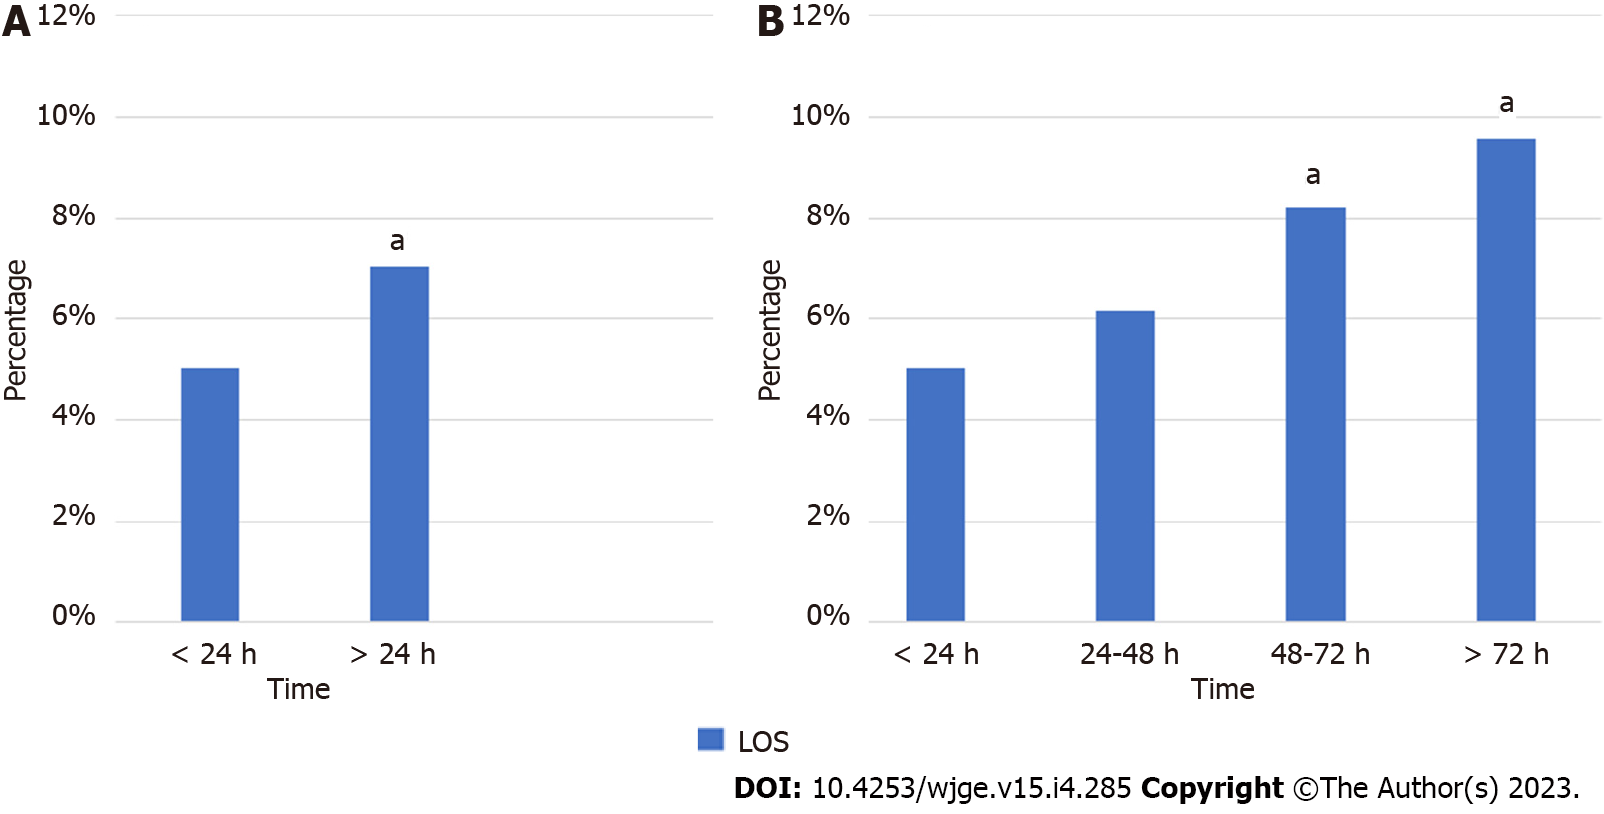 A
12%
10%
8%
6%
4%
2%
0%
Percentage
a
< 24 h > 24 h
Time
B
12%
10%
8%
6%
4%
2%
0%
Percentage
a
a
< 24 h 24-48 h 48-72 h > 72 h
Time
LOS
DOI: 10.4253/wjge.v15.i4.285 Copyright ©The Author(s) 2023.